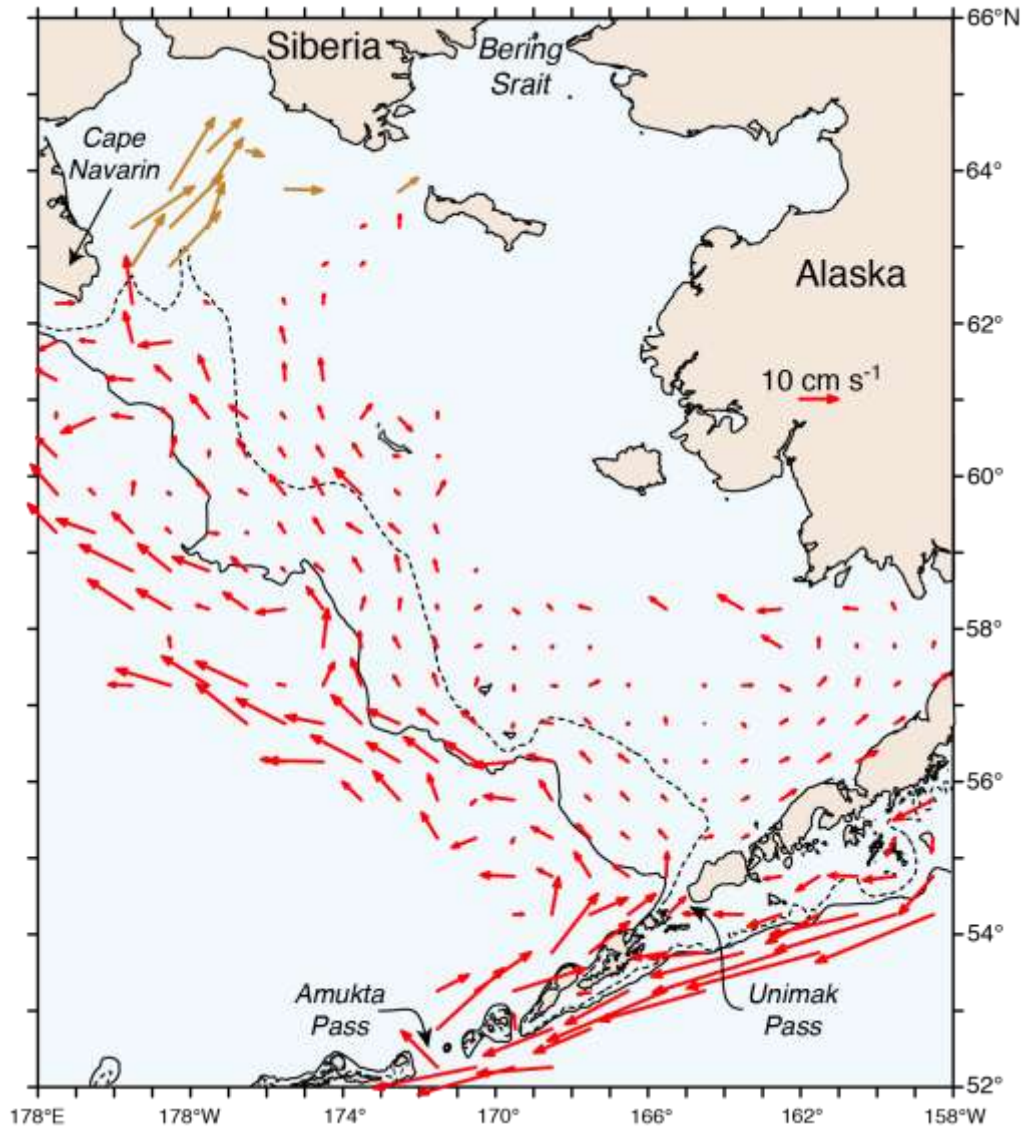 66°N
Siberia
Bering
Srait
Cape
Navarin
64°
Alaska
62°
10 cm s⁻¹
60°
58°
56°
54°
Amukta
Pass
Unimak
Pass
52°
178°E
178°W
174°
170°
166°
162°
158°W